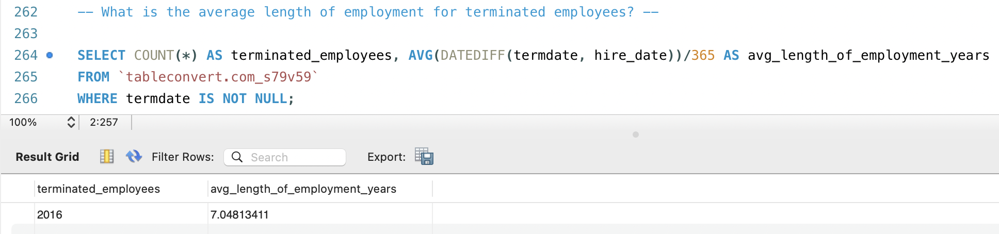 262 -- What is the average length of employment for terminated employees? --
263
264 SELECT COUNT(*) AS terminated_employees, AVG(DATEDIFF(termdate, hire_date))/365 AS avg_length_of_employment_years
265 FROM `tableconvert.com_s79v59`
266 WHERE termdate IS NOT NULL;
100% 2:257
Result Grid Filter Rows: Search Export:
terminated_employees avg_length_of_employment_years
2016 7.04813411